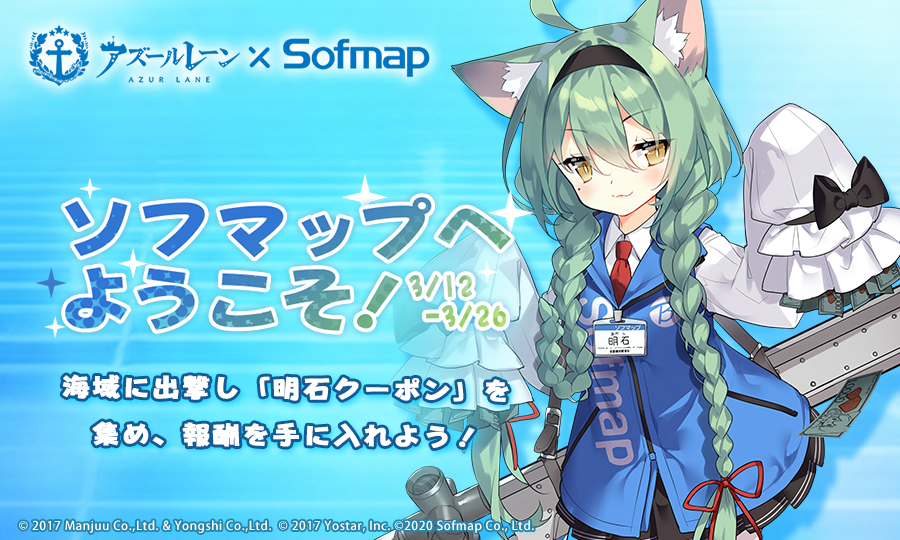 アズールレーン × Sofmap
AZUR LANE
ソフマップへ
ようこそ!
3/12
-3/26
海域に出撃し「明石クーポン」を
集め、報酬を手に入れよう!
ソフマップ
明石
Sofmap
© 2017 Manjuu Co.,Ltd. & Yongshi Co.,Ltd. © 2017 Yostar, Inc. ©2020 Sofmap Co., Ltd.